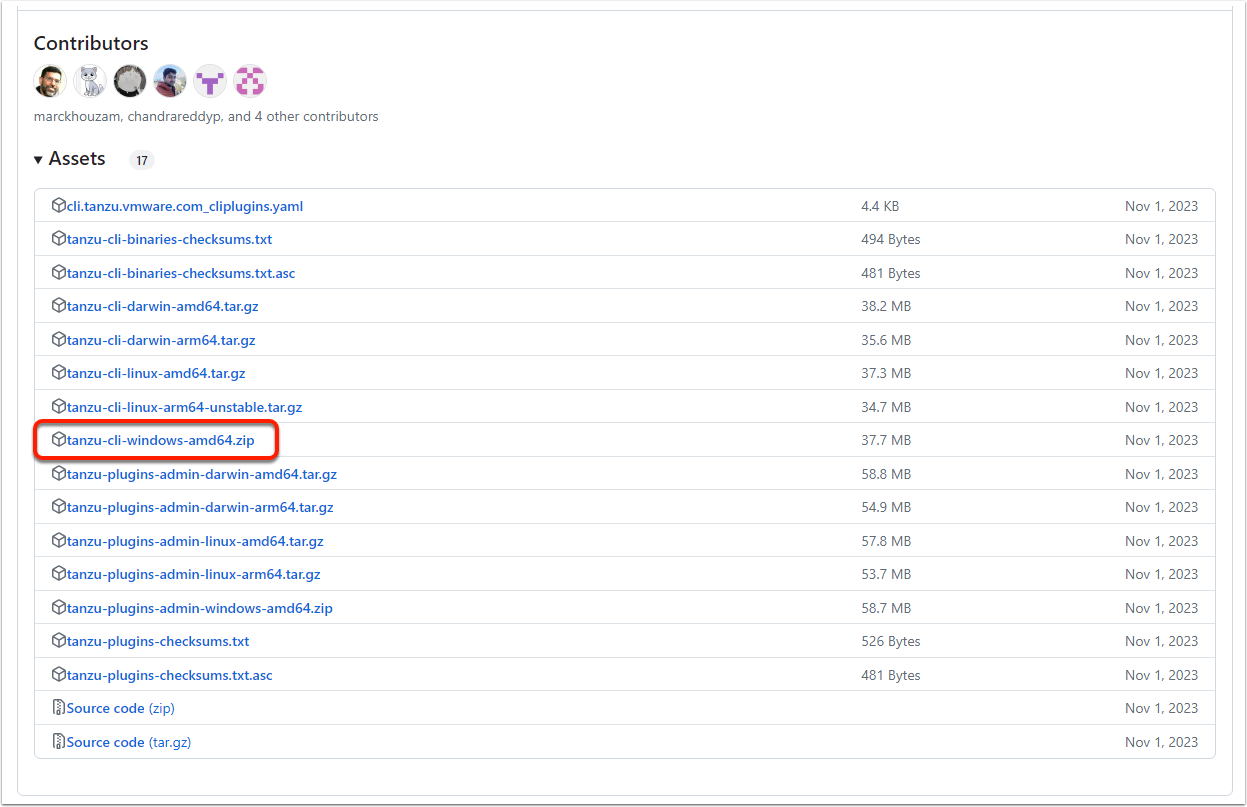 Contributors
marckhouzam, chandrareddyp, and 4 other contributors
Assets 17
cli.tanzu.vmware.com_cliplugins.yaml 4.4 KB Nov 1, 2023
tanzu-cli-binaries-checksums.txt 494 Bytes Nov 1, 2023
tanzu-cli-binaries-checksums.txt.asc 481 Bytes Nov 1, 2023
tanzu-cli-darwin-amd64.tar.gz 38.2 MB Nov 1, 2023
tanzu-cli-darwin-arm64.tar.gz 35.6 MB Nov 1, 2023
tanzu-cli-linux-amd64.tar.gz 37.3 MB Nov 1, 2023
tanzu-cli-linux-arm64-unstable.tar.gz 34.7 MB Nov 1, 2023
tanzu-cli-windows-amd64.zip 37.7 MB Nov 1, 2023
tanzu-plugins-admin-darwin-amd64.tar.gz 58.8 MB Nov 1, 2023
tanzu-plugins-admin-darwin-arm64.tar.gz 54.9 MB Nov 1, 2023
tanzu-plugins-admin-linux-amd64.tar.gz 57.8 MB Nov 1, 2023
tanzu-plugins-admin-linux-arm64.tar.gz 53.7 MB Nov 1, 2023
tanzu-plugins-admin-windows-amd64.zip 58.7 MB Nov 1, 2023
tanzu-plugins-checksums.txt 526 Bytes Nov 1, 2023
tanzu-plugins-checksums.txt.asc 481 Bytes Nov 1, 2023
Source code (zip) Nov 1, 2023
Source code (tar.gz) Nov 1, 2023